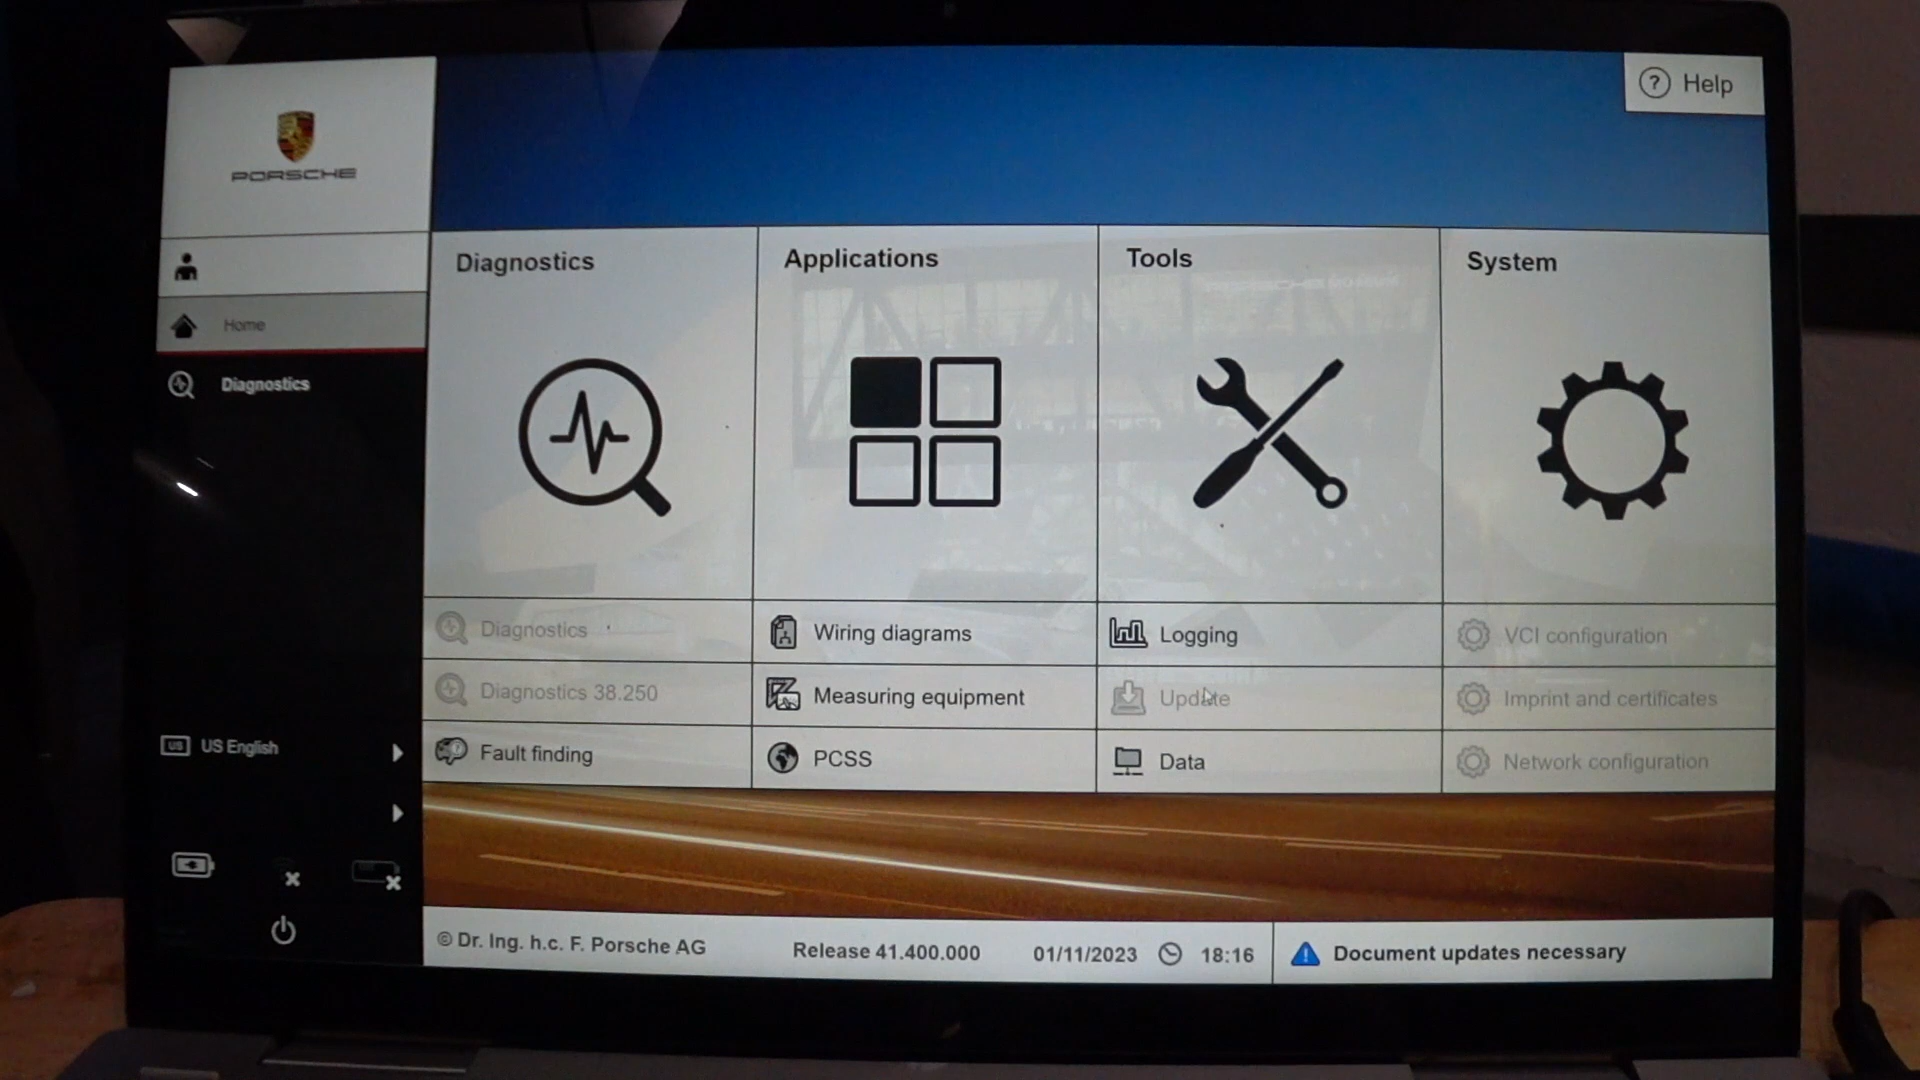 PORSCHE
Home
Diagnostics
US
US English
Help
Diagnostics
Applications
Tools
System
Diagnostics
Wiring diagrams
Logging
VCI configuration
Diagnostics 38.250
Measuring equipment
Update
Imprint and certificates
Fault finding
PCSS
Data
Network configuration
© Dr. Ing. h.c. F. Porsche AG
Release 41.400.000
01/11/2023
18:16
Document updates necessary